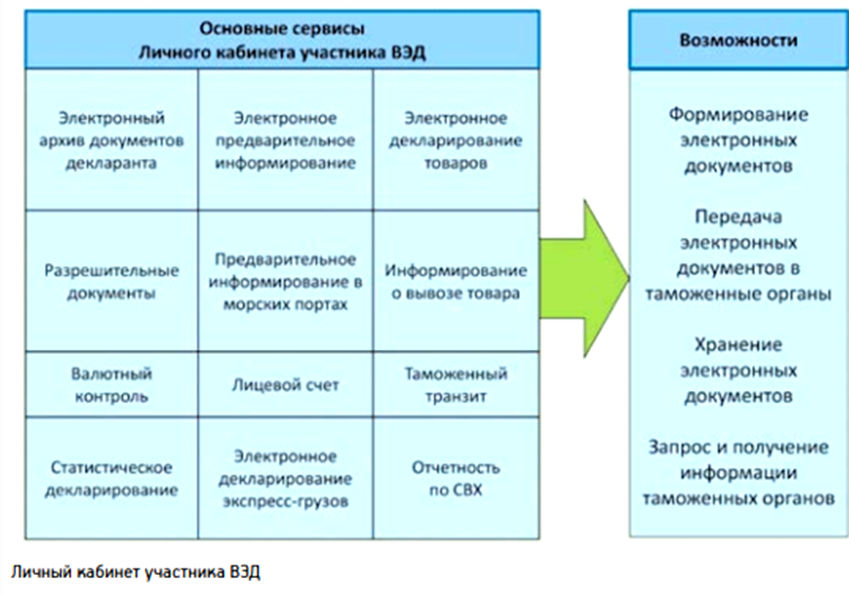 Основные сервисы
Личного кабинета участника ВЭД
Электронный
архив документов
декларанта
Электронное
предварительное
информирование
Электронное
декларирование
товаров
Разрешительные
документы
Предварительное
информирование в
морских портах
Информирование
о вывозе товара
Валютный
контроль
Лицевой счет
Таможенный
транзит
Статистическое
декларирование
Электронное
декларирование
экспресс-грузов
Отчетность
по СВХ
Возможности
Формирование
электронных
документов
Передача
электронных
документов в
таможенные органы
Хранение
электронных
документов
Запрос и получение
информации
таможенных органов
Личный кабинет участника ВЭД